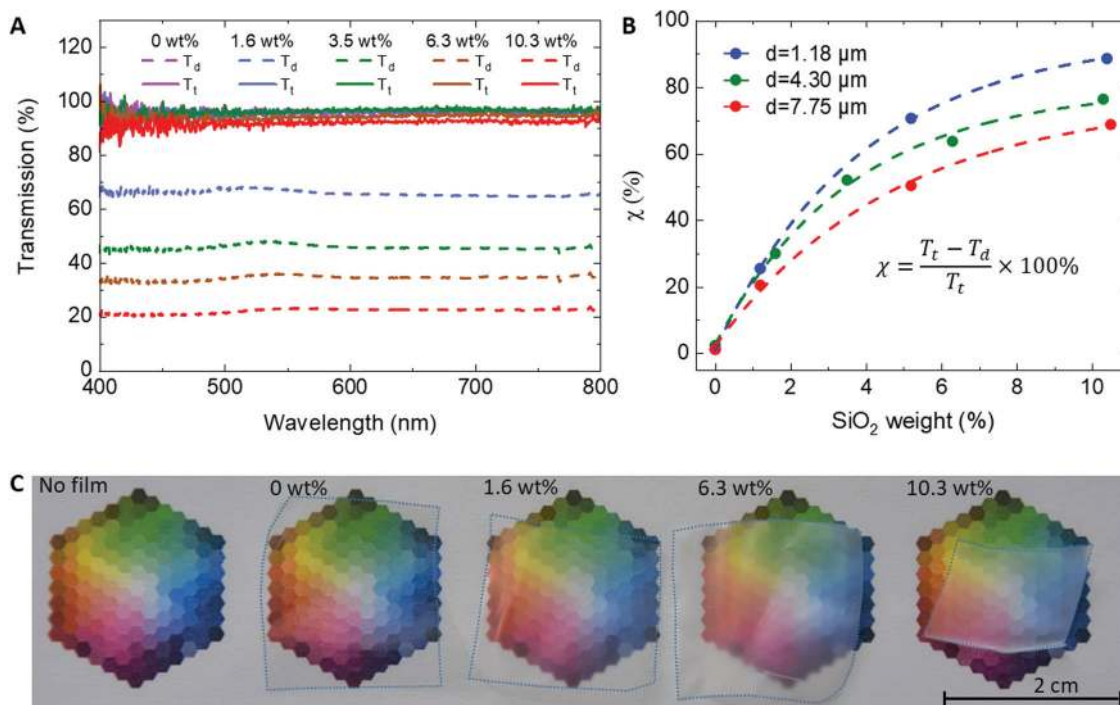 A
0 wt% 1.6 wt% 3.5 wt% 6.3 wt% 10.3 wt%
T_d T_d T_d T_d T_d
T_t T_t T_t T_t T_t
120
100
80
60
40
20
0
Transmission (%)
400 500 600 700 800
Wavelength (nm)
B
d=1.18 μm
d=4.30 μm
d=7.75 μm
100
80
60
40
20
0
χ (%)
χ = \frac{T_t - T_d}{T_t} × 100%
0 2 4 6 8 10
SiO₂ weight (%)
C No film 0 wt% 1.6 wt% 6.3 wt% 10.3 wt%
2 cm